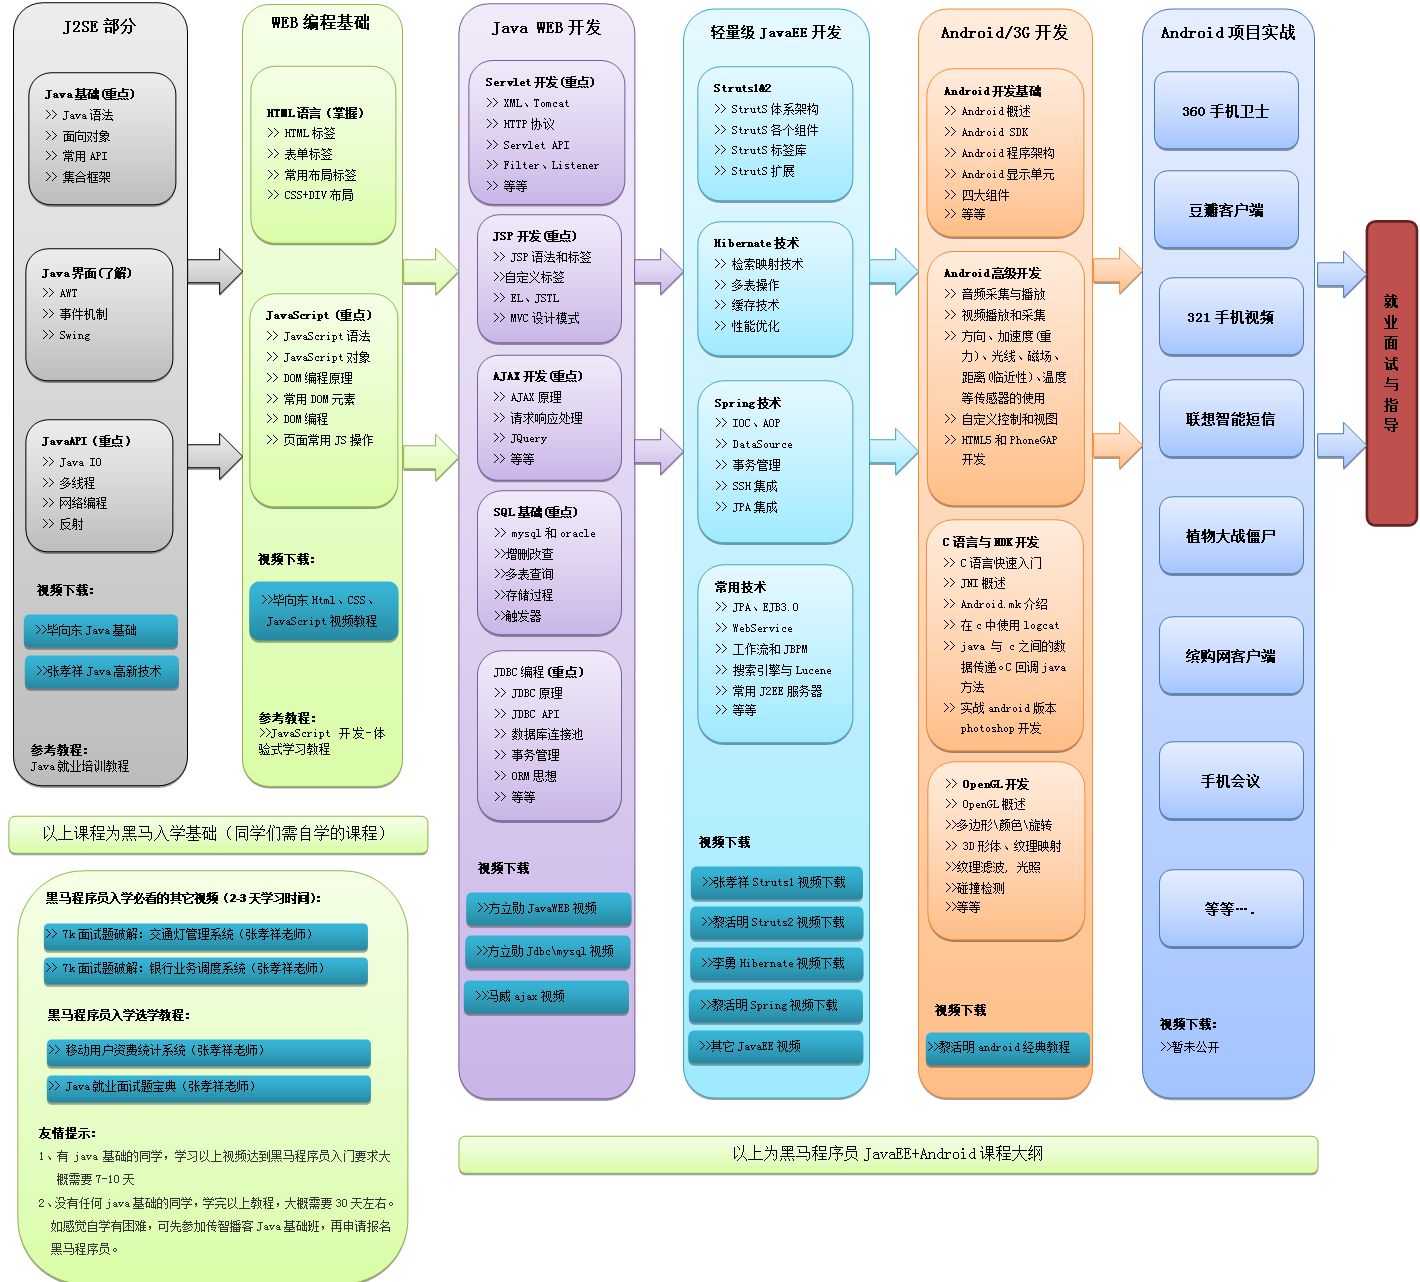 J2SE 部分
Java基础(重点)
>> Java语法
>> 面向对象
>> 常用 API
>> 集合框架
Java界面(了解)
>> AWT
>> 事件机制
>> Swing
JavaAPI（重点）
>> Java IO
>> 多线程
>> 网络编程
>> 反射
视频下载:
>>毕向东 Java 基础
>>张孝祥 Java 高新技术
参考教程:
Java就业培训教程
WEB 编程基础
HTML语言（掌握）
>> HTML 标签
>> 表单标签
>> 常用布局标签
>> CSS+DIV 布局
JavaScript（重点）
>> JavaScript 语法
>> JavaScript 对象
>> DOM 编程原理
>> 常用 DOM 元素
>> DOM 编程
>> 页面常用 JS 操作
视频下载:
>>毕向东 Html、CSS、
JavaScript 视频教程
参考教程:
>>JavaScript 开发-体
验式学习教程
Java WEB 开发
Servlet 开发(重点)
>> XML、Tomcat
>> HTTP 协议
>> Servlet API
>> Filter、Listener
>> 等等
JSP 开发(重点)
>> JSP 语法和标签
>>自定义标签
>> EL、JSTL
>> MVC 设计模式
AJAX 开发(重点)
>> AJAX 原理
>> 请求响应处理
>> JQuery
>> 等等
SQL 基础(重点)
>> mysql 和 oracle
>>增删改查
>>多表查询
>>存储过程
>>触发器
JDBC 编程(重点)
>> JDBC 原理
>> JDBC API
>> 数据库连接池
>> 事务管理
>> ORM 思想
>> 等等
视频下载
>>方立勋 JavaWEB 视频
>>方立勋 Jdbc\mysql 视频
>>马威 ajax 视频
轻量级 JavaEE 开发
Struts1&2
>> StrutS 体系架构
>> StrutS 各个组件
>> StrutS 标签库
>> StrutS 扩展
Hibernate 技术
>> 检索映射技术
>> 多表操作
>> 缓存技术
>> 性能优化
Spring 技术
>> IOC、AOP
>> DataSource
>> 事务管理
>> SSH 集成
>> JPA 集成
常用技术
>> JPA、EJB3.0
>> WebService
>> 工作流和 JBPM
>> 搜索引擎与 Lucene
>> 常用 J2EE 服务器
>> 等等
视频下载
>>张孝祥 Struts1 视频下载
>>黎活明 Struts2 视频下载
>>李勇 Hibernate 视频下载
>>黎活明 Spring 视频下载
>>其它 JavaEE 视频
Android/3G 开发
Android 开发基础
>> Android 概述
>> Android SDK
>> Android 程序架构
>> Android 显示单元
>> 四大组件
>> 等等
Android 高级开发
>> 音频采集与播放
>> 视频播放和采集
>> 方向、加速度(重
力)、光线、磁场、
距离(临近性)、温度
等传感器的使用
>> 自定义控制和视图
>> HTML5 和 PhoneGAP
开发
C 语言与 NDK 开发
>> C 语言快速入门
>> JNI 概述
>> Android.mk 介绍
>> 在 c 中使用 logcat
>> java 与 c 之间的数
据传递。C 回调 java
方法
>> 实战 android 版本
photoshop 开发
>> OpenGL 开发
>> OpenGL 概述
>>多边形\颜色\旋转
>> 3D 形体、纹理映射
>>纹理滤波, 光照
>>碰撞检测
>>等等
视频下载
>>黎活明 android 经典教程
Android 项目实战
360 手机卫士
豆瓣客户端
321 手机视频
联想智能短信
植物大战僵尸
缤购网客户端
手机会议
等等….
视频下载:
>>暂未公开
就业面试与指导
以上课程为黑马入学基础（同学们需自学的课程）
黑马程序员入学必看的其它视频（2-3 天学习时间）:
>> 7k 面试题破解: 交通灯管理系统（张孝祥老师）
>> 7k 面试题破解: 银行业务调度系统（张孝祥老师）
黑马程序员入学选学教程:
>> 移动用户资费统计系统（张孝祥老师）
>> Java 就业面试题宝典（张孝祥老师）
友情提示:
1、有 java 基础的同学, 学习以上视频达到黑马程序员入门要求大
概需要 7-10 天
2、没有任何 java 基础的同学, 学完以上教程, 大概需要 30 天左右。
如感觉自学有困难, 可先参加传智播客 Java 基础班, 再申请报名
黑马程序员。
以上为黑马程序员 JavaEE+Android 课程大纲